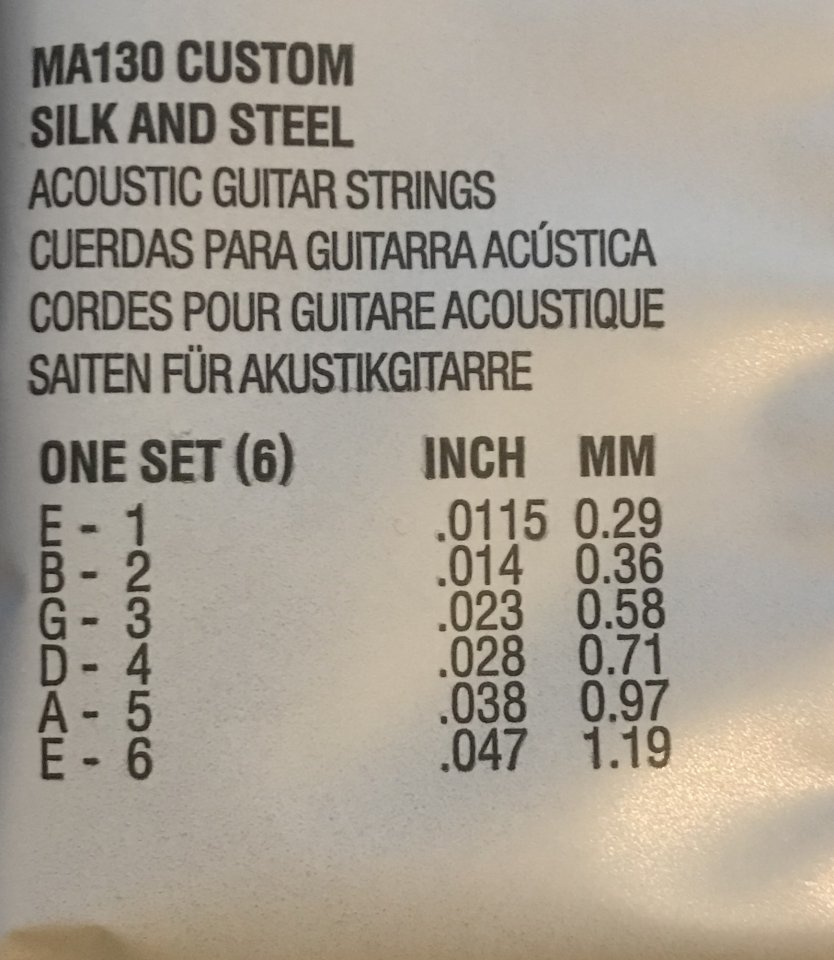 MA130 CUSTOM
SILK AND STEEL
ACOUSTIC GUITAR STRINGS
CUERDAS PARA GUITARRA ACÚSTICA
CORDES POUR GUITARE ACOUSTIQUE
SAITEN FÜR AKUSTIKGITARRE
ONE SET (6) INCH MM
E - 1 .0115 0.29
B - 2 .014 0.36
G - 3 .023 0.58
D - 4 .028 0.71
A - 5 .038 0.97
E - 6 .047 1.19